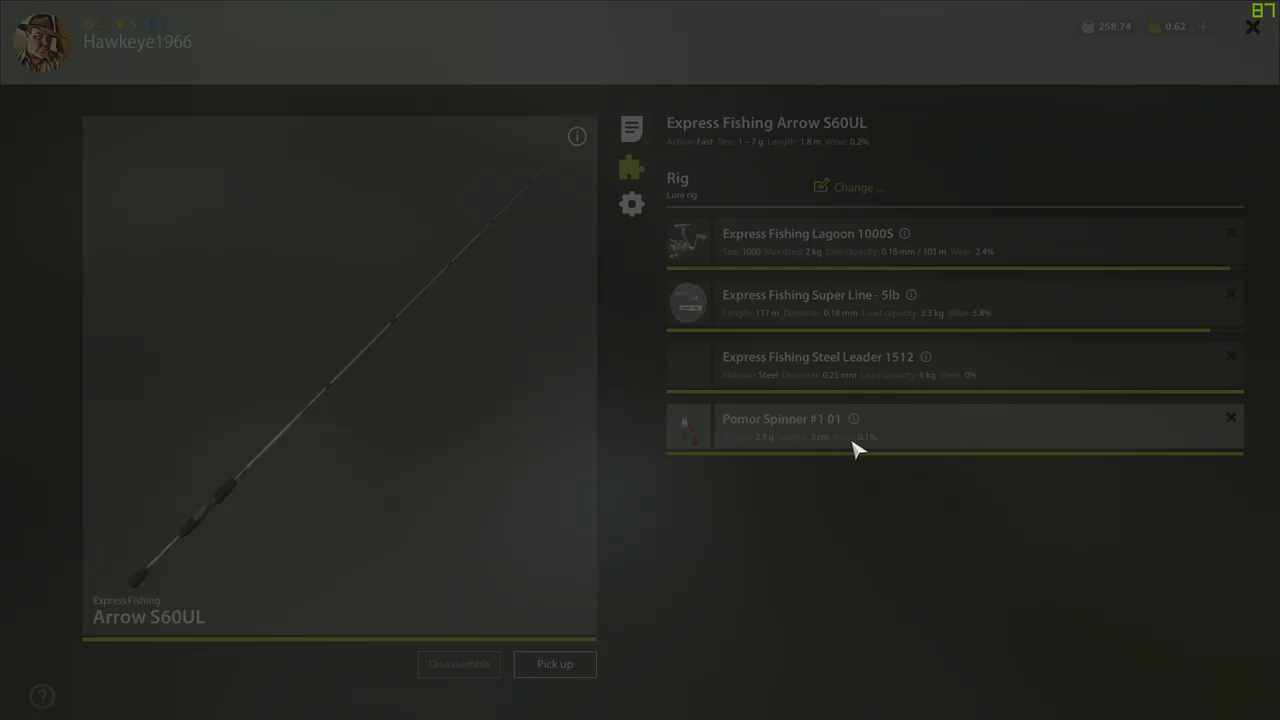 87
5
Hawkeye1966
258.74
0.62
Express Fishing Arrow S60UL
Action: Fast Test: 1 – 7 g Length: 1.8 m Wear: 0.2%
Rig
Lure rig
Change ...
Express Fishing Lagoon 1000S
Size: 1000 Max drag: 2 kg Line capacity: 0.18 mm / 103 m Wear: 2.4%
Express Fishing Super Line - 5lb
Length: 117 m Diameter: 0.18 mm Load capacity: 2.3 kg Wear: 5.8%
Express Fishing Steel Leader 1512
Material: Steel Diameter: 0.25 mm Load capacity: 6 kg Wear: 0%
Pomor Spinner #1 01
2.9 g Length: 3 cm 0.1%
Express Fishing
Arrow S60UL
Disassemble
Pick up